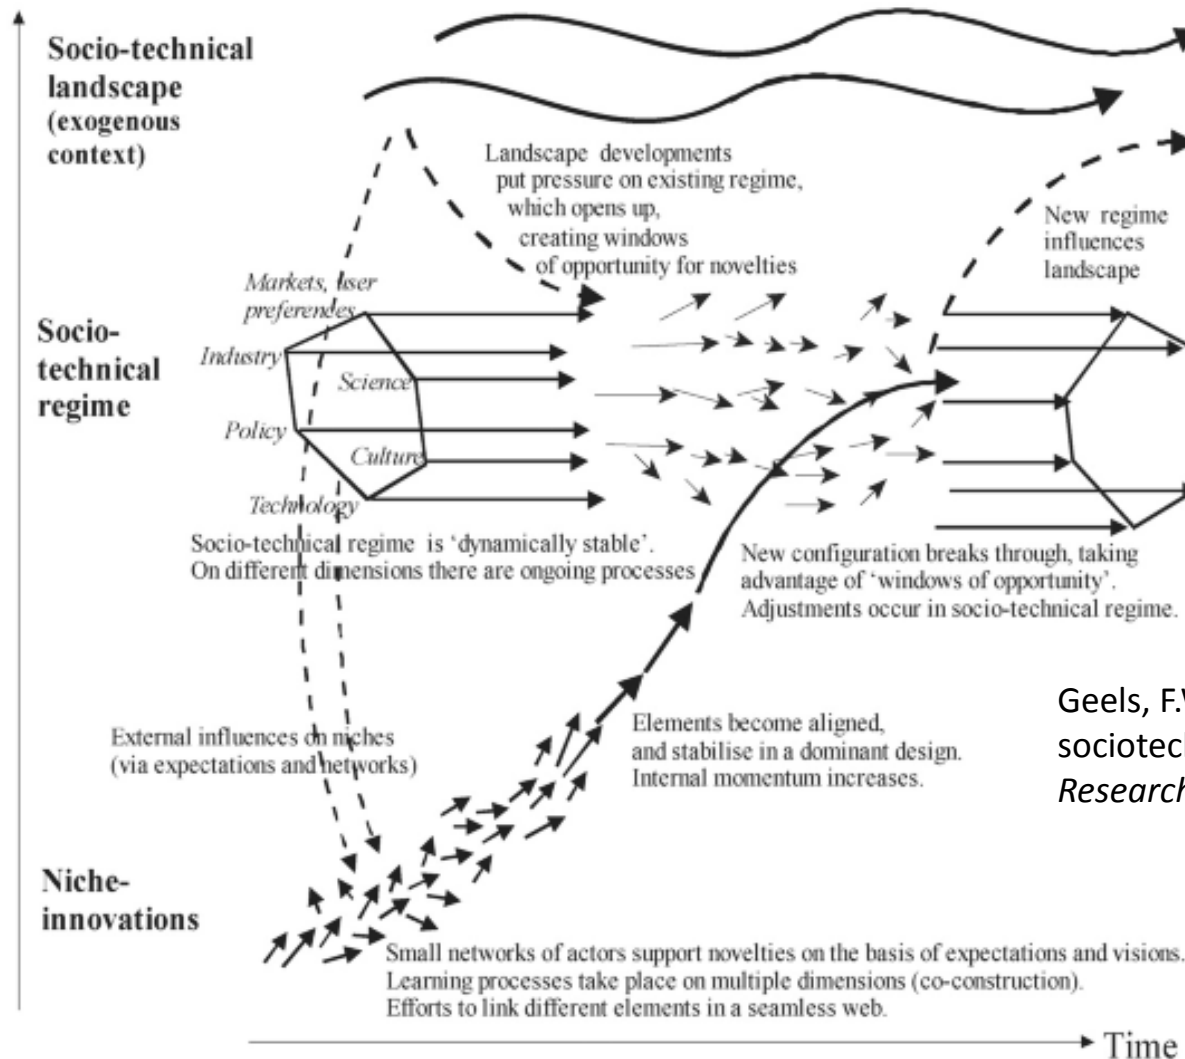 Socio-technical
landscape
(exogenous
context)
Landscape developments
put pressure on existing regime,
which opens up,
creating windows
of opportunity for novelties
New regime
influences
landscape
Markets, user
preferences
Socio-
technical
regime
Industry
Science
Policy
Culture
Technology
Socio-technical regime is ‘dynamically stable’.
On different dimensions there are ongoing processes
New configuration breaks through, taking
advantage of ‘windows of opportunity’.
Adjustments occur in socio-technical regime.
External influences on niches
(via expectations and networks)
Elements become aligned,
and stabilise in a dominant design.
Internal momentum increases.
Geels, F.
sociotech
Research
Niche-
innovations
Small networks of actors support novelties on the basis of expectations and visions.
Learning processes take place on multiple dimensions (co-construction).
Efforts to link different elements in a seamless web.
Time